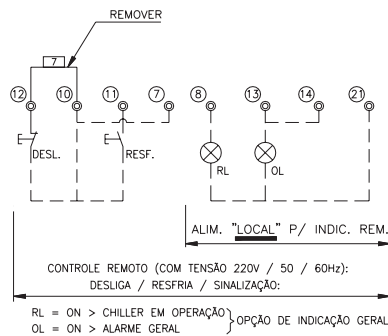 REMOVER
7
12 10 11 7 8 13 14 21
DESL. RESF. RL OL
ALIM. "LOCAL" P/ INDIC. REM.
CONTROLE REMOTO (COM TENSÃO 220V / 50 / 60Hz):
DESLIGA / RESFRIA / SINALIZAÇÃO:
RL = ON > CHILLER EM OPERAÇÃO
OL = ON > ALARME GERAL
OPÇÃO DE INDICAÇÃO GERAL